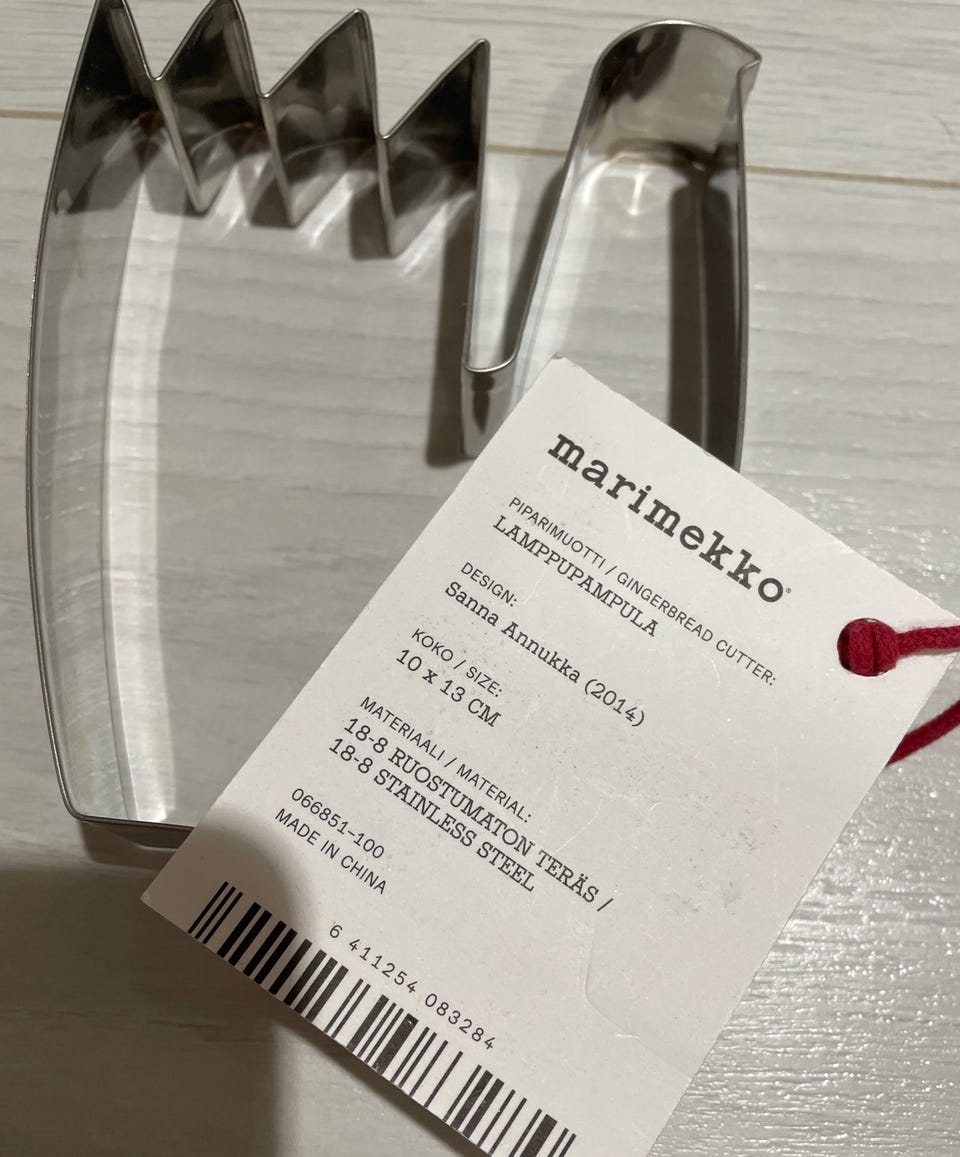 marimekko®
PIPARIMUOTTI / GINGERBREAD CUTTER:
LAMPPUPAMPULA
DESIGN:
Sanna Annukka (2014)
KOKO / SIZE:
10 x 13 CM
MATERIAALI / MATERIAL:
18-8 RUOSTUMATON TERÄS /
18-8 STAINLESS STEEL
066851-100
MADE IN CHINA
6 411254 083284